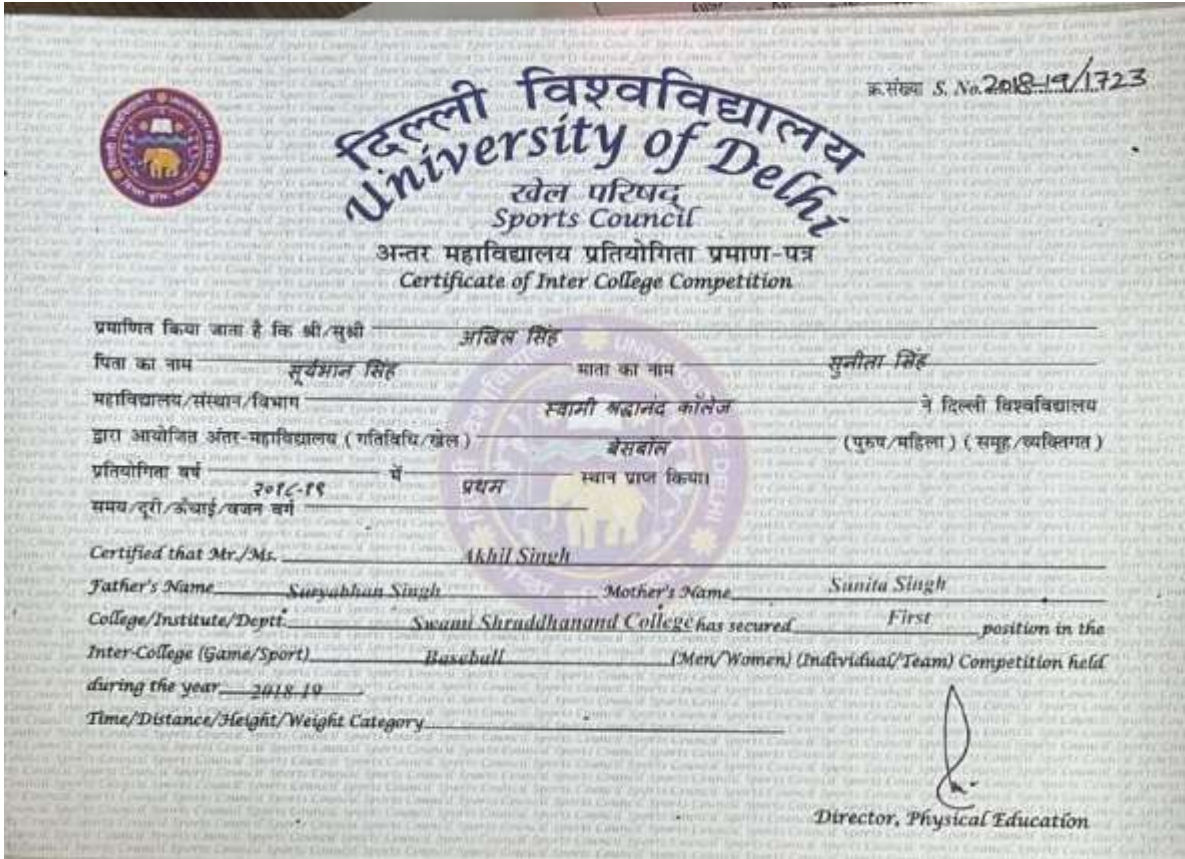 क्र.संख्या S. No. 2018-19/1723
दिल्ली विश्वविद्यालय
University of Delhi
खेल परिषद्
Sports Council
अन्तर महाविद्यालय प्रतियोगिता प्रमाण-पत्र
Certificate of Inter College Competition
प्रमाणित किया जाता है कि श्री/सुश्री अखिल सिंह
पिता का नाम सूर्यभान सिंह माता का नाम सुनीता सिंह
महाविद्यालय/संस्थान/विभाग स्वामी श्रद्धानंद कॉलेज ने दिल्ली विश्वविद्यालय
द्वारा आयोजित अंतर-महाविद्यालय (गतिविधि/खेल) बेसबॉल (पुरुष/महिला) (समूह/व्यक्तिगत)
प्रतियोगिता वर्ष २०१८-१९ में प्रथम स्थान प्राप्त किया।
समय/दूरी/ऊँचाई/वजन वर्ग
Certified that Mr./Ms. Akhil Singh
Father's Name Suryabhan Singh Mother's Name Sunita Singh
College/Institute/Deptt. Swami Shraddhanand College has secured First position in the
Inter-College (Game/Sport) Baseball (Men/Women) (Individual/Team) Competition held
during the year 2018-19
Time/Distance/Height/Weight Category
Director, Physical Education